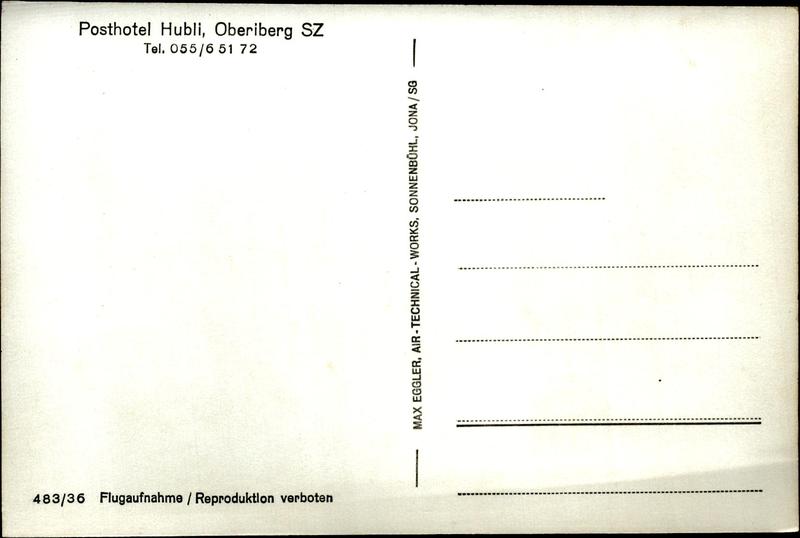 Posthotel Hubli, Oberiberg SZ
Tel. 055/6 51 72
MAX EGGLER, AIR-TECHNICAL-WORKS, SONNENBÜHL, JONA/SG
483/36 Flugaufnahme / Reproduktion verboten